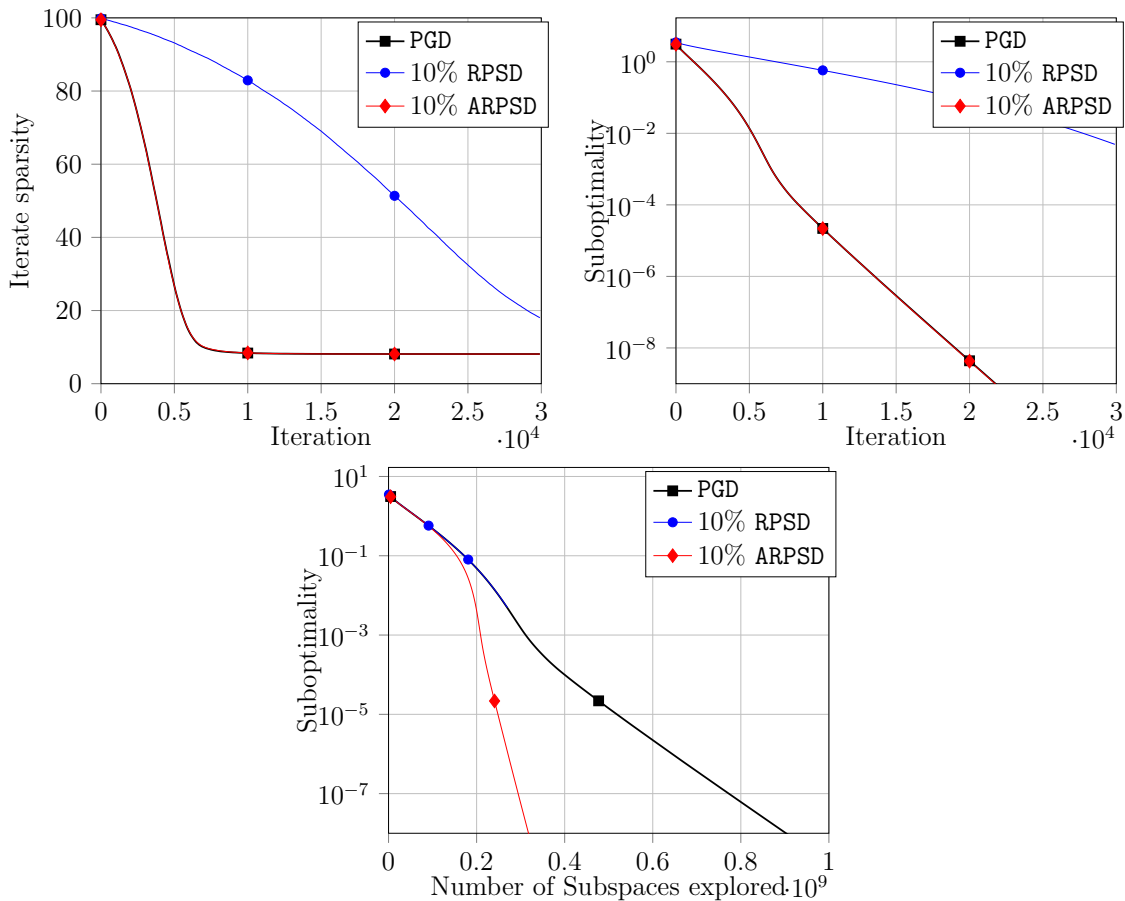 100
80
60
40
20
0
Iterate sparsity
PGD
10% RPSD
10% ARPSD
0 0.5 1 1.5 2 2.5 3
Iteration ·10^4
10^0
10^−2
10^−4
10^−6
10^−8
Suboptimality
PGD
10% RPSD
10% ARPSD
0 0.5 1 1.5 2 2.5 3
Iteration ·10^4
10^1
10^−1
10^−3
10^−5
10^−7
Suboptimality
PGD
10% RPSD
10% ARPSD
0 0.2 0.4 0.6 0.8 1
Number of Subspaces explored ·10^9